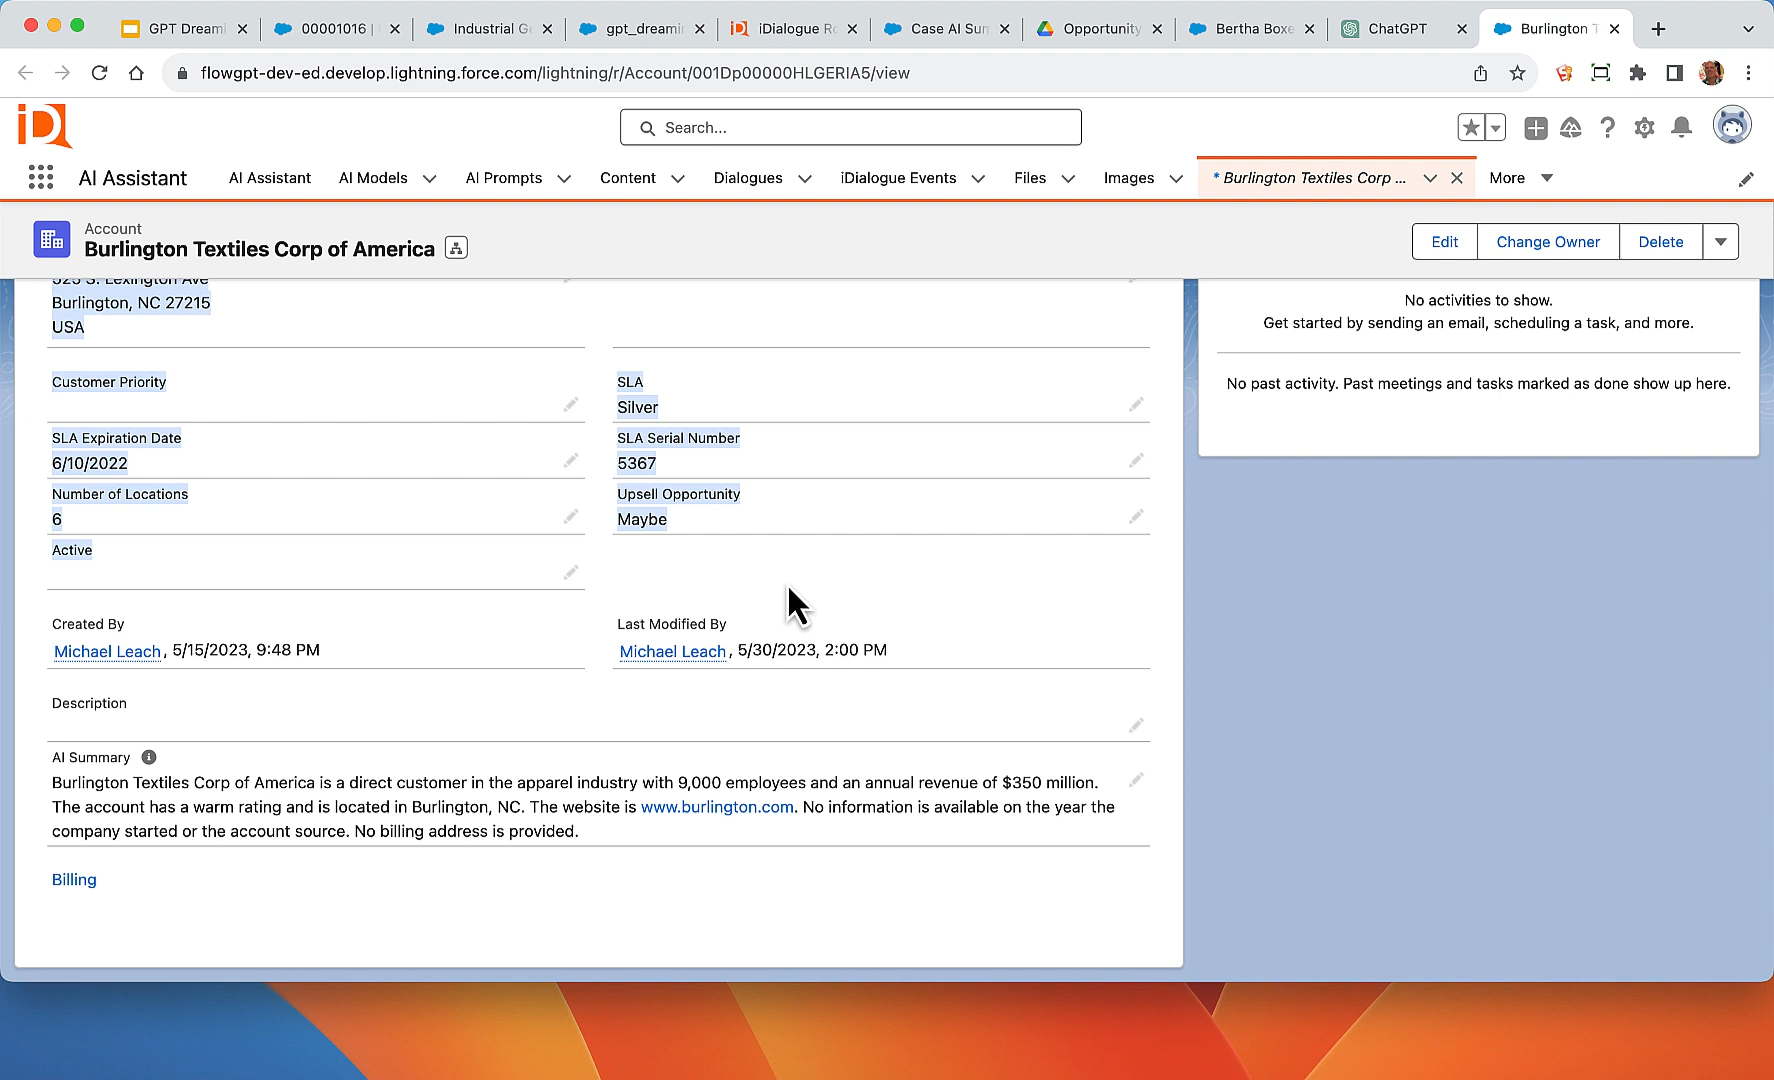 GPT Dreami
00001016 |
Industrial G
gpt_dreamin
iDialogue Ro
Case AI Sum
Opportunity
Bertha Boxe
ChatGPT
Burlington T
flowgpt-dev-ed.develop.lightning.force.com/lightning/r/Account/001Dp00000HLGERIA5/view
iD
Search...
AI Assistant
AI Assistant
AI Models
AI Prompts
Content
Dialogues
iDialogue Events
Files
Images
* Burlington Textiles Corp ...
More
Account
Burlington Textiles Corp of America
Edit
Change Owner
Delete
525 S. Lexington Ave
Burlington, NC 27215
USA
Customer Priority
SLA
Silver
SLA Expiration Date
6/10/2022
SLA Serial Number
5367
Number of Locations
6
Upsell Opportunity
Maybe
Active
Created By
Michael Leach, 5/15/2023, 9:48 PM
Last Modified By
Michael Leach, 5/30/2023, 2:00 PM
Description
AI Summary
Burlington Textiles Corp of America is a direct customer in the apparel industry with 9,000 employees and an annual revenue of $350 million.
The account has a warm rating and is located in Burlington, NC. The website is www.burlington.com. No information is available on the year the
company started or the account source. No billing address is provided.
Billing
No activities to show.
Get started by sending an email, scheduling a task, and more.
No past activity. Past meetings and tasks marked as done show up here.